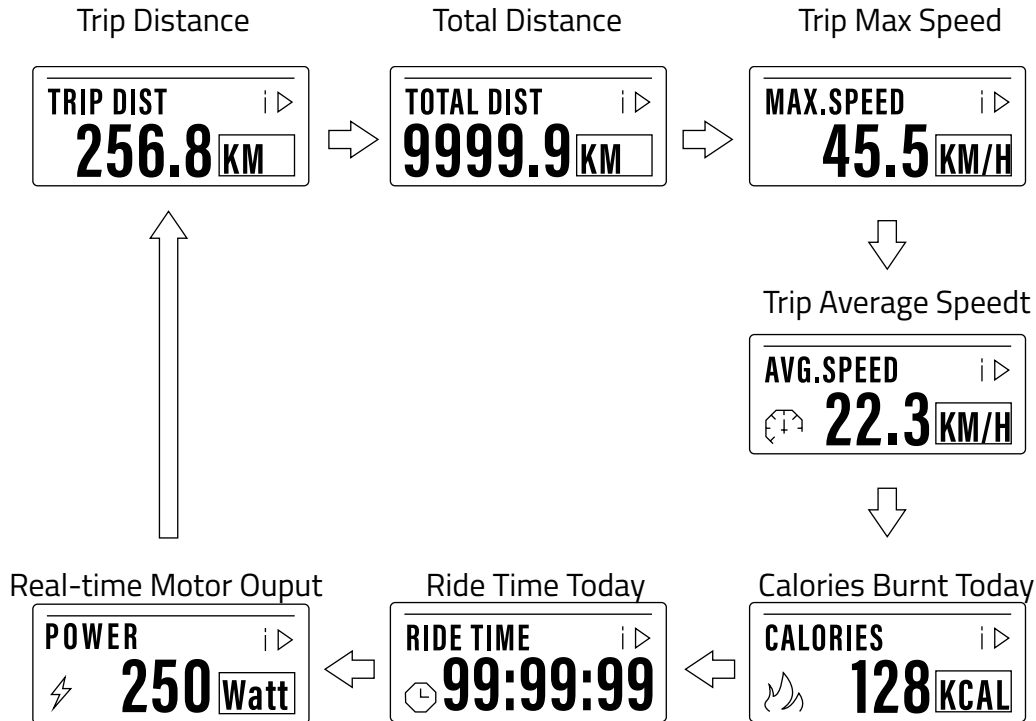 Trip Distance
TRIP DIST i
256.8 KM
Total Distance
TOTAL DIST i
9999.9 KM
Trip Max Speed
MAX.SPEED i
45.5 KM/H
Trip Average Speedt
AVG.SPEED i
22.3 KM/H
Calories Burnt Today
CALORIES i
128 KCAL
Ride Time Today
RIDE TIME i
99:99:99
Real-time Motor Ouput
POWER i
250 Watt